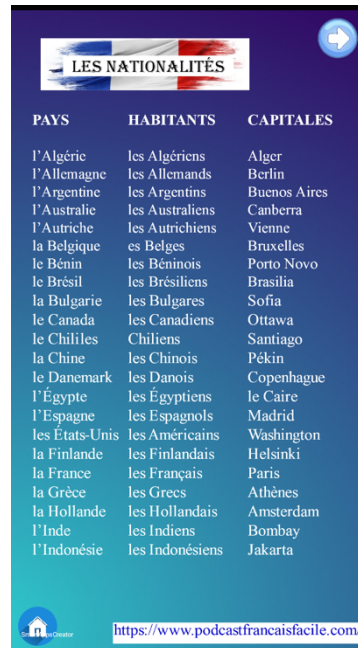 LES NATIONALITÉS
PAYS HABITANTS CAPITALES
l'Algérie les Algériens Alger
l'Allemagne les Allemands Berlin
l'Argentine les Argentins Buenos Aires
l'Australie les Australiens Canberra
l'Autriche les Autrichiens Vienne
la Belgique es Belges Bruxelles
le Bénin les Béninois Porto Novo
le Brésil les Brésiliens Brasilia
la Bulgarie les Bulgares Sofia
le Canada les Canadiens Ottawa
le Chililes Chiliens Santiago
la Chine les Chinois Pékin
le Danemark les Danois Copenhague
l'Égypte les Égyptiens le Caire
l'Espagne les Espagnols Madrid
les États-Unis les Américains Washington
la Finlande les Finlandais Helsinki
la France les Français Paris
la Grèce les Grecs Athènes
la Hollande les Hollandais Amsterdam
l'Inde les Indiens Bombay
l'Indonésie les Indonésiens Jakarta
https://www.podcastfrancaisfacile.com